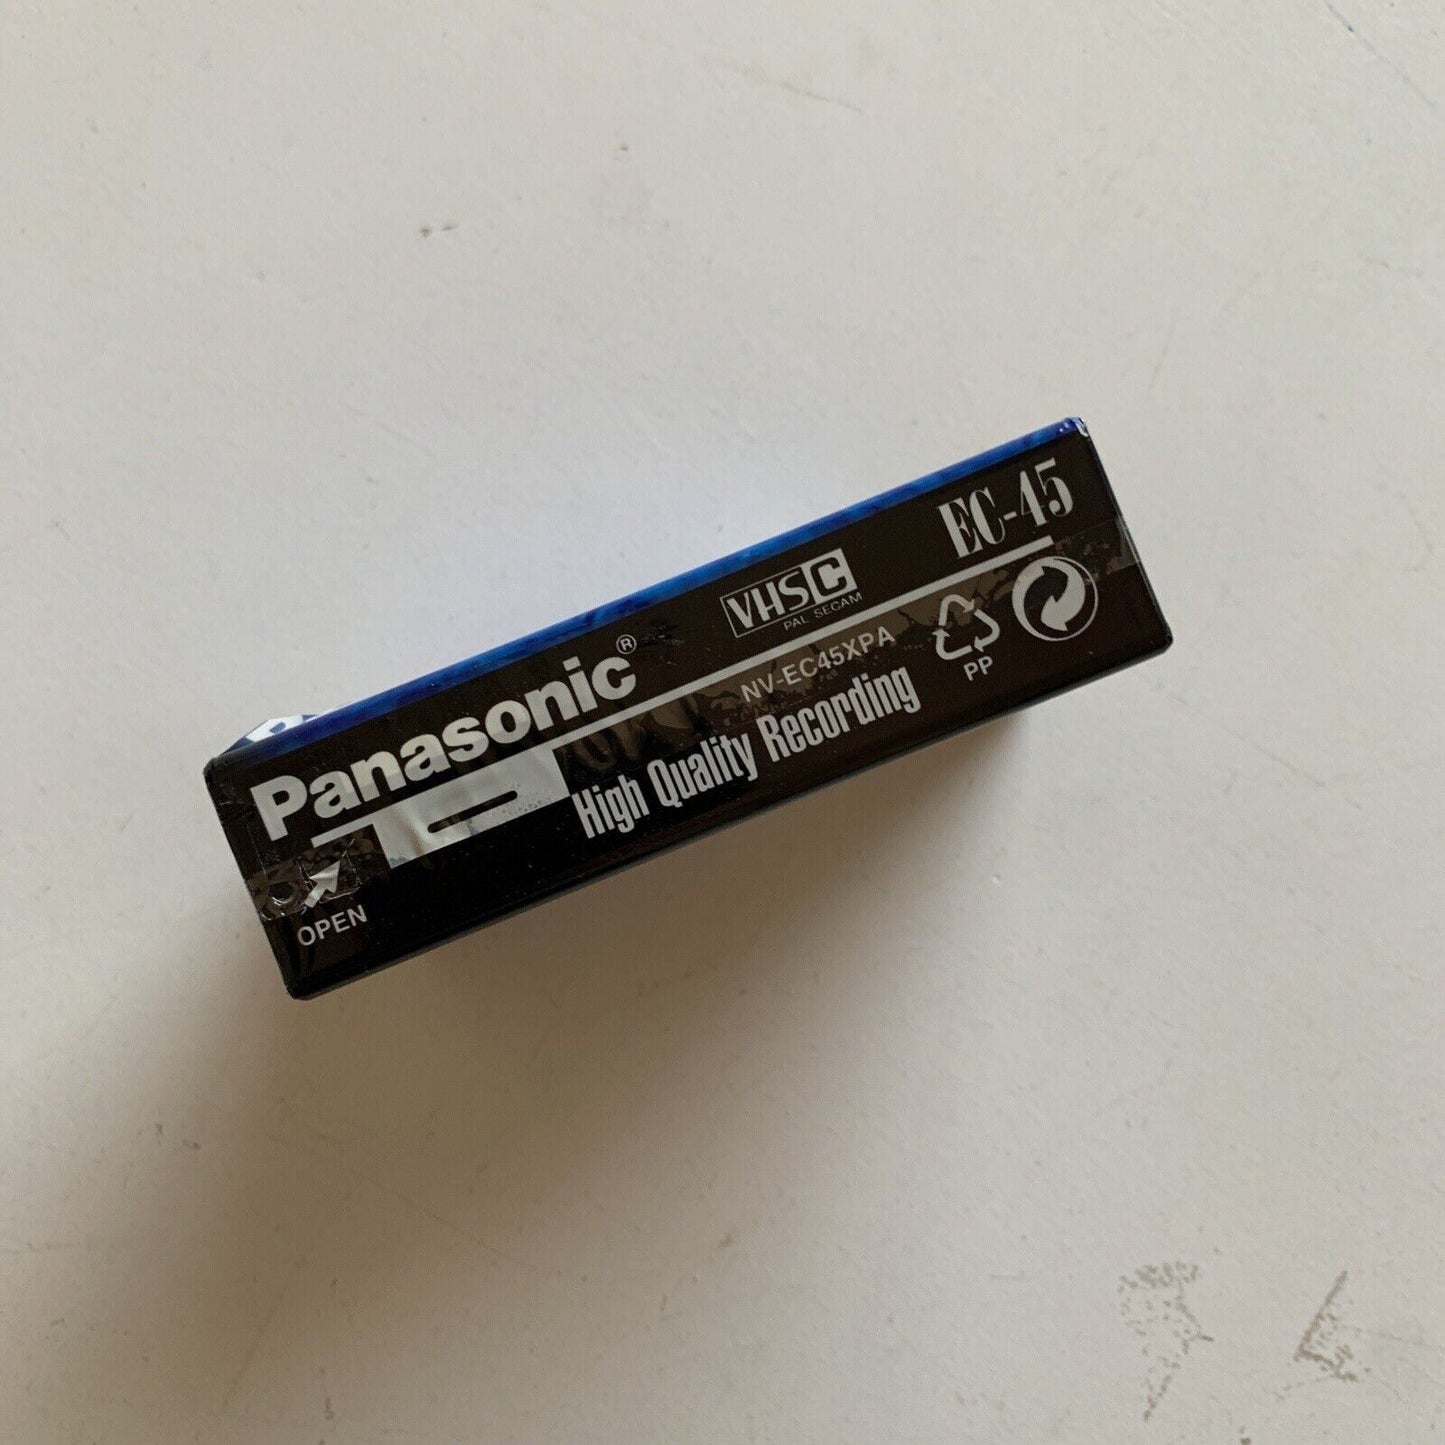 Panasonic®
VHS C
PAL SECAM
EC-45
NV-EC45XPA
High Quality Recording
PP
OPEN